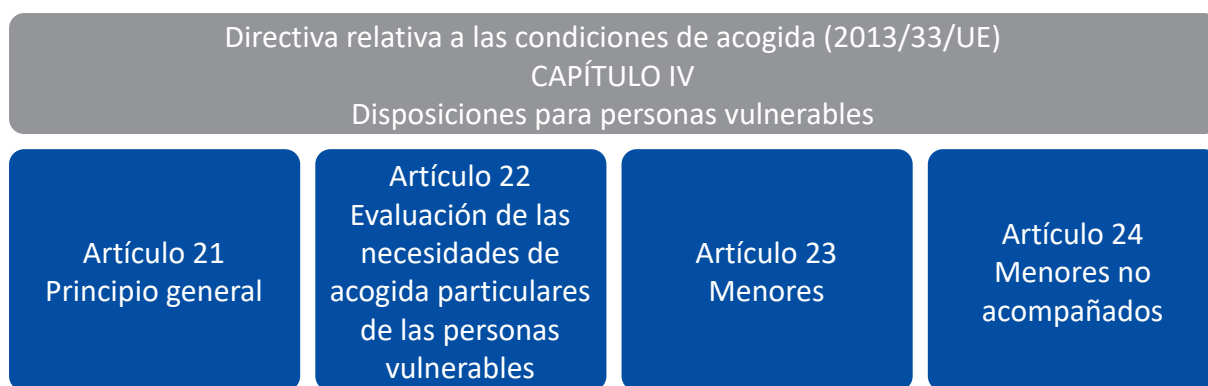 Directiva relativa a las condiciones de acogida (2013/33/UE)
CAPÍTULO IV
Disposiciones para personas vulnerables
Artículo 21
Principio general
Artículo 22
Evaluación de las
necesidades de
acogida particulares
de las personas
vulnerables
Artículo 23
Menores
Artículo 24
Menores no
acompañados